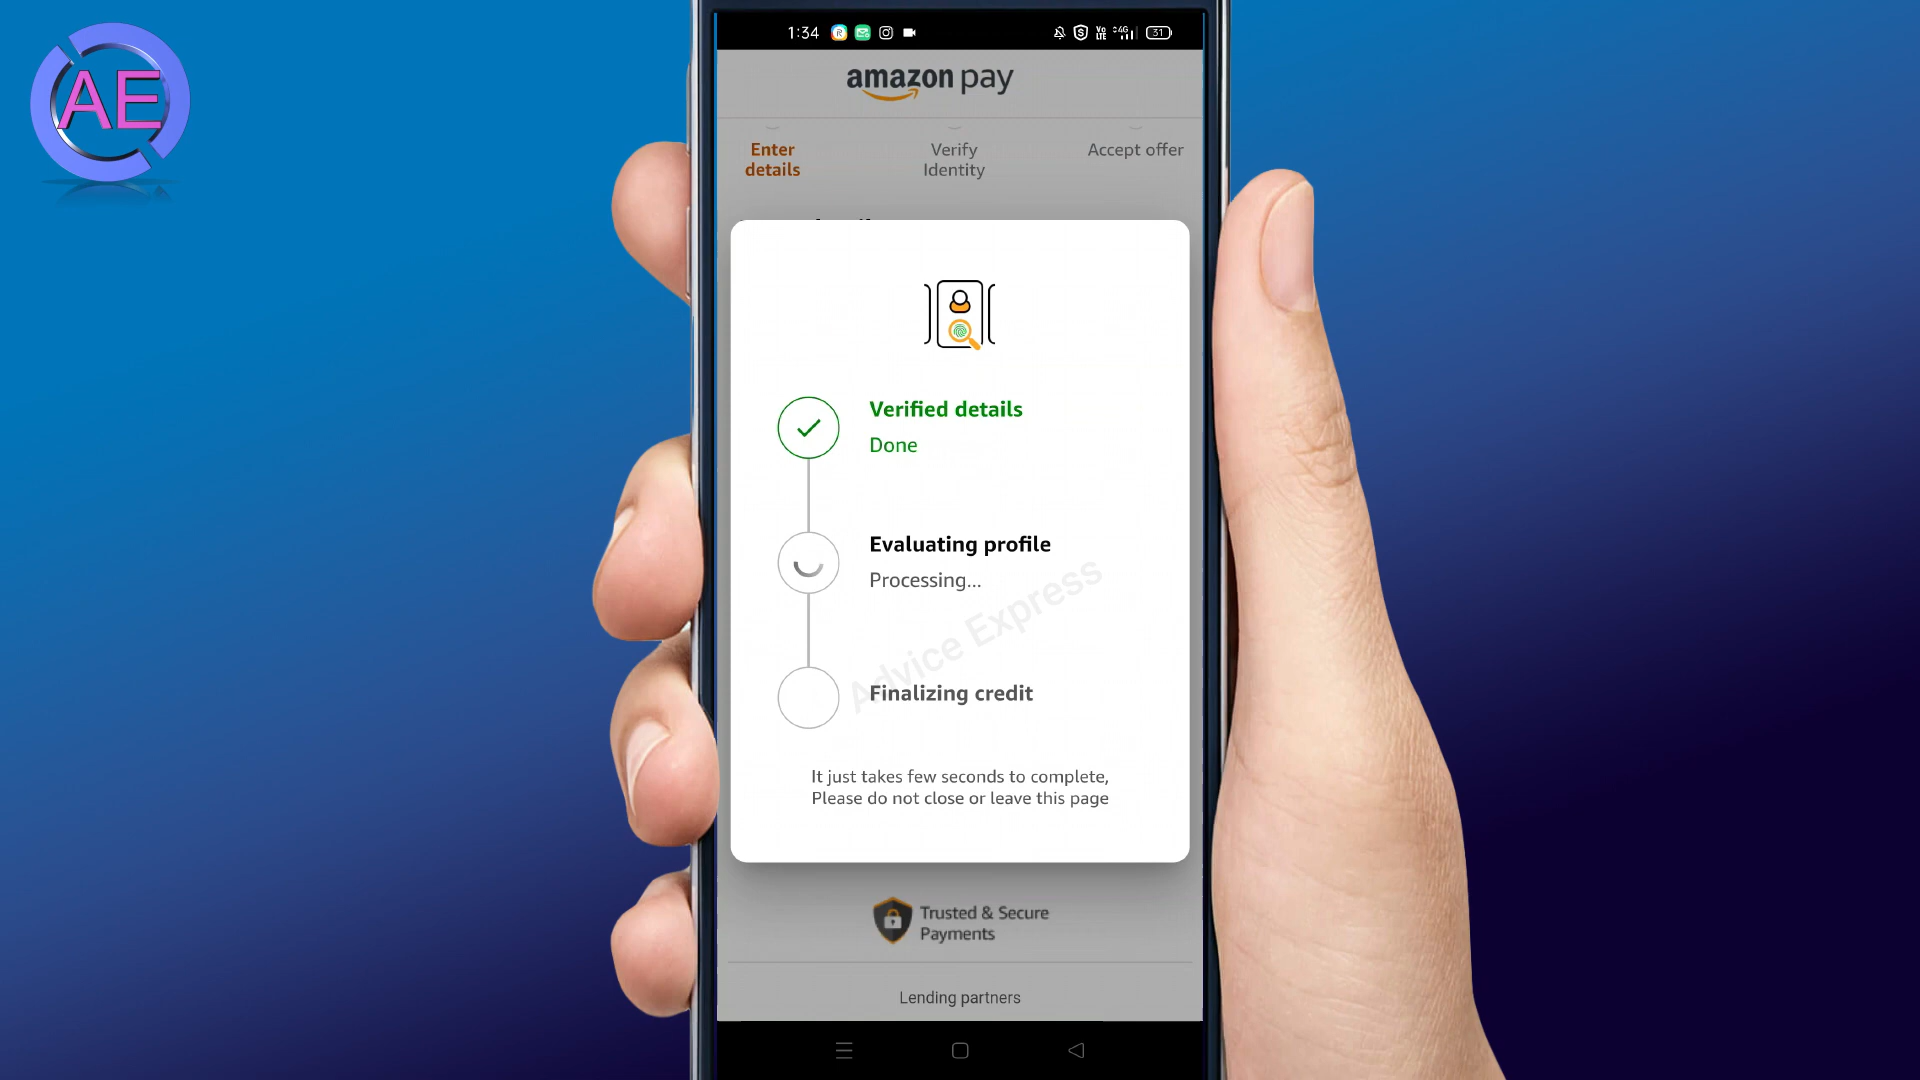 AE
1:34
31
amazon pay
Enter
details
Verify
Identity
Accept offer
Verified details
Done
Evaluating profile
Processing...
Advice Express
Finalizing credit
It just takes few seconds to complete,
Please do not close or leave this page
Trusted & Secure
Payments
Lending partners